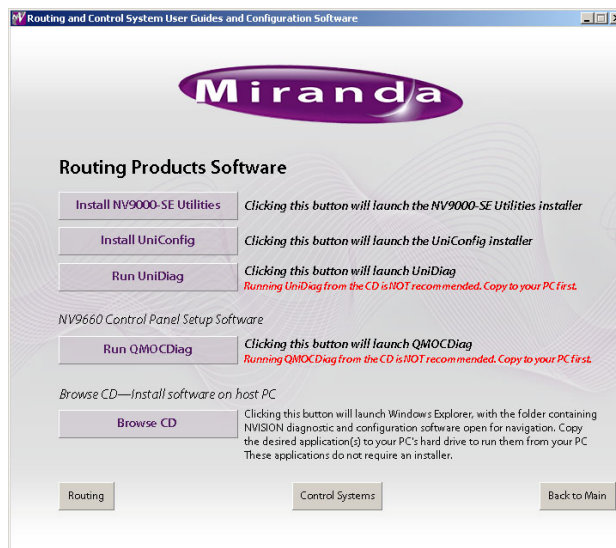 Routing and Control System User Guides and Configuration Software
Miranda
Routing Products Software
Install NV9000-SE Utilities
Clicking this button will launch the NV9000-SE Utilities installer
Install UniConfig
Clicking this button will launch the UniConfig installer
Run UniDiag
Clicking this button will launch UniDiag
Running UniDiag from the CD is NOT recommended. Copy to your PC first.
NV9660 Control Panel Setup Software
Run QMOCDiag
Clicking this button will launch QMOCDiag
Running QMOCDiag from the CD is NOT recommended. Copy to your PC first.
Browse CD—Install software on host PC
Browse CD
Clicking this button will launch Windows Explorer, with the folder containing
NVISION diagnostic and configuration software open for navigation. Copy
the desired application(s) to your PC's hard drive to run them from your PC
These applications do not require an installer.
Routing
Control Systems
Back to Main